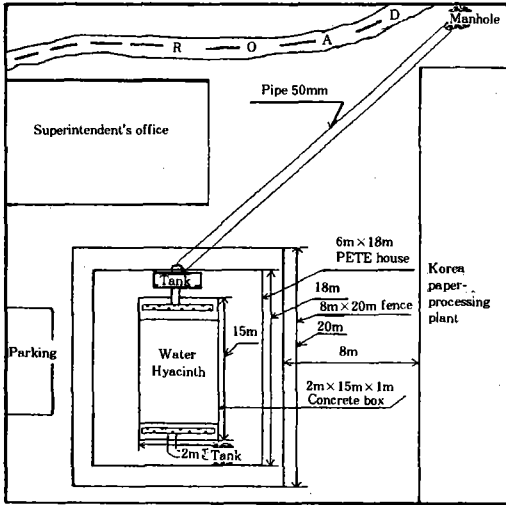 R O A D
Manhole
Pipe 50mm
Superintendent's office
6m×18m
PETE house
Tank
18m
8m×20m fence
20m
Korea
paper-
processing
plant
15m
Parking
Water
Hyacinth
8m
2m×15m×1m
Concrete box
2m
Tank